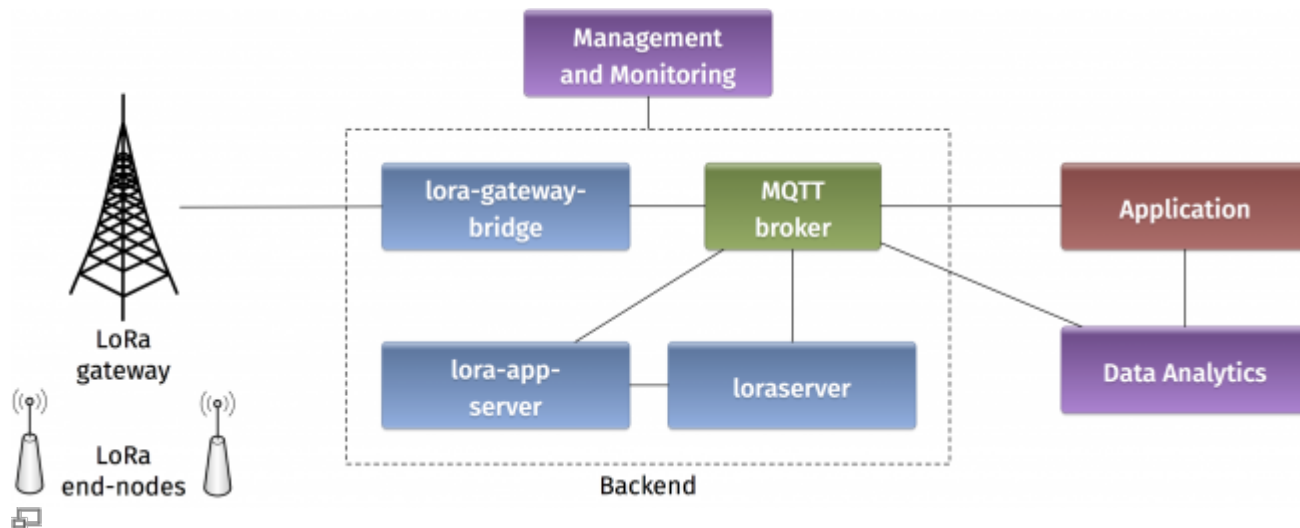 Management
and Monitoring
lora-gateway-
bridge
MQTT
broker
Application
LoRa
gateway
lora-app-
server
loraserver
Data Analytics
LoRa
end-nodes
Backend